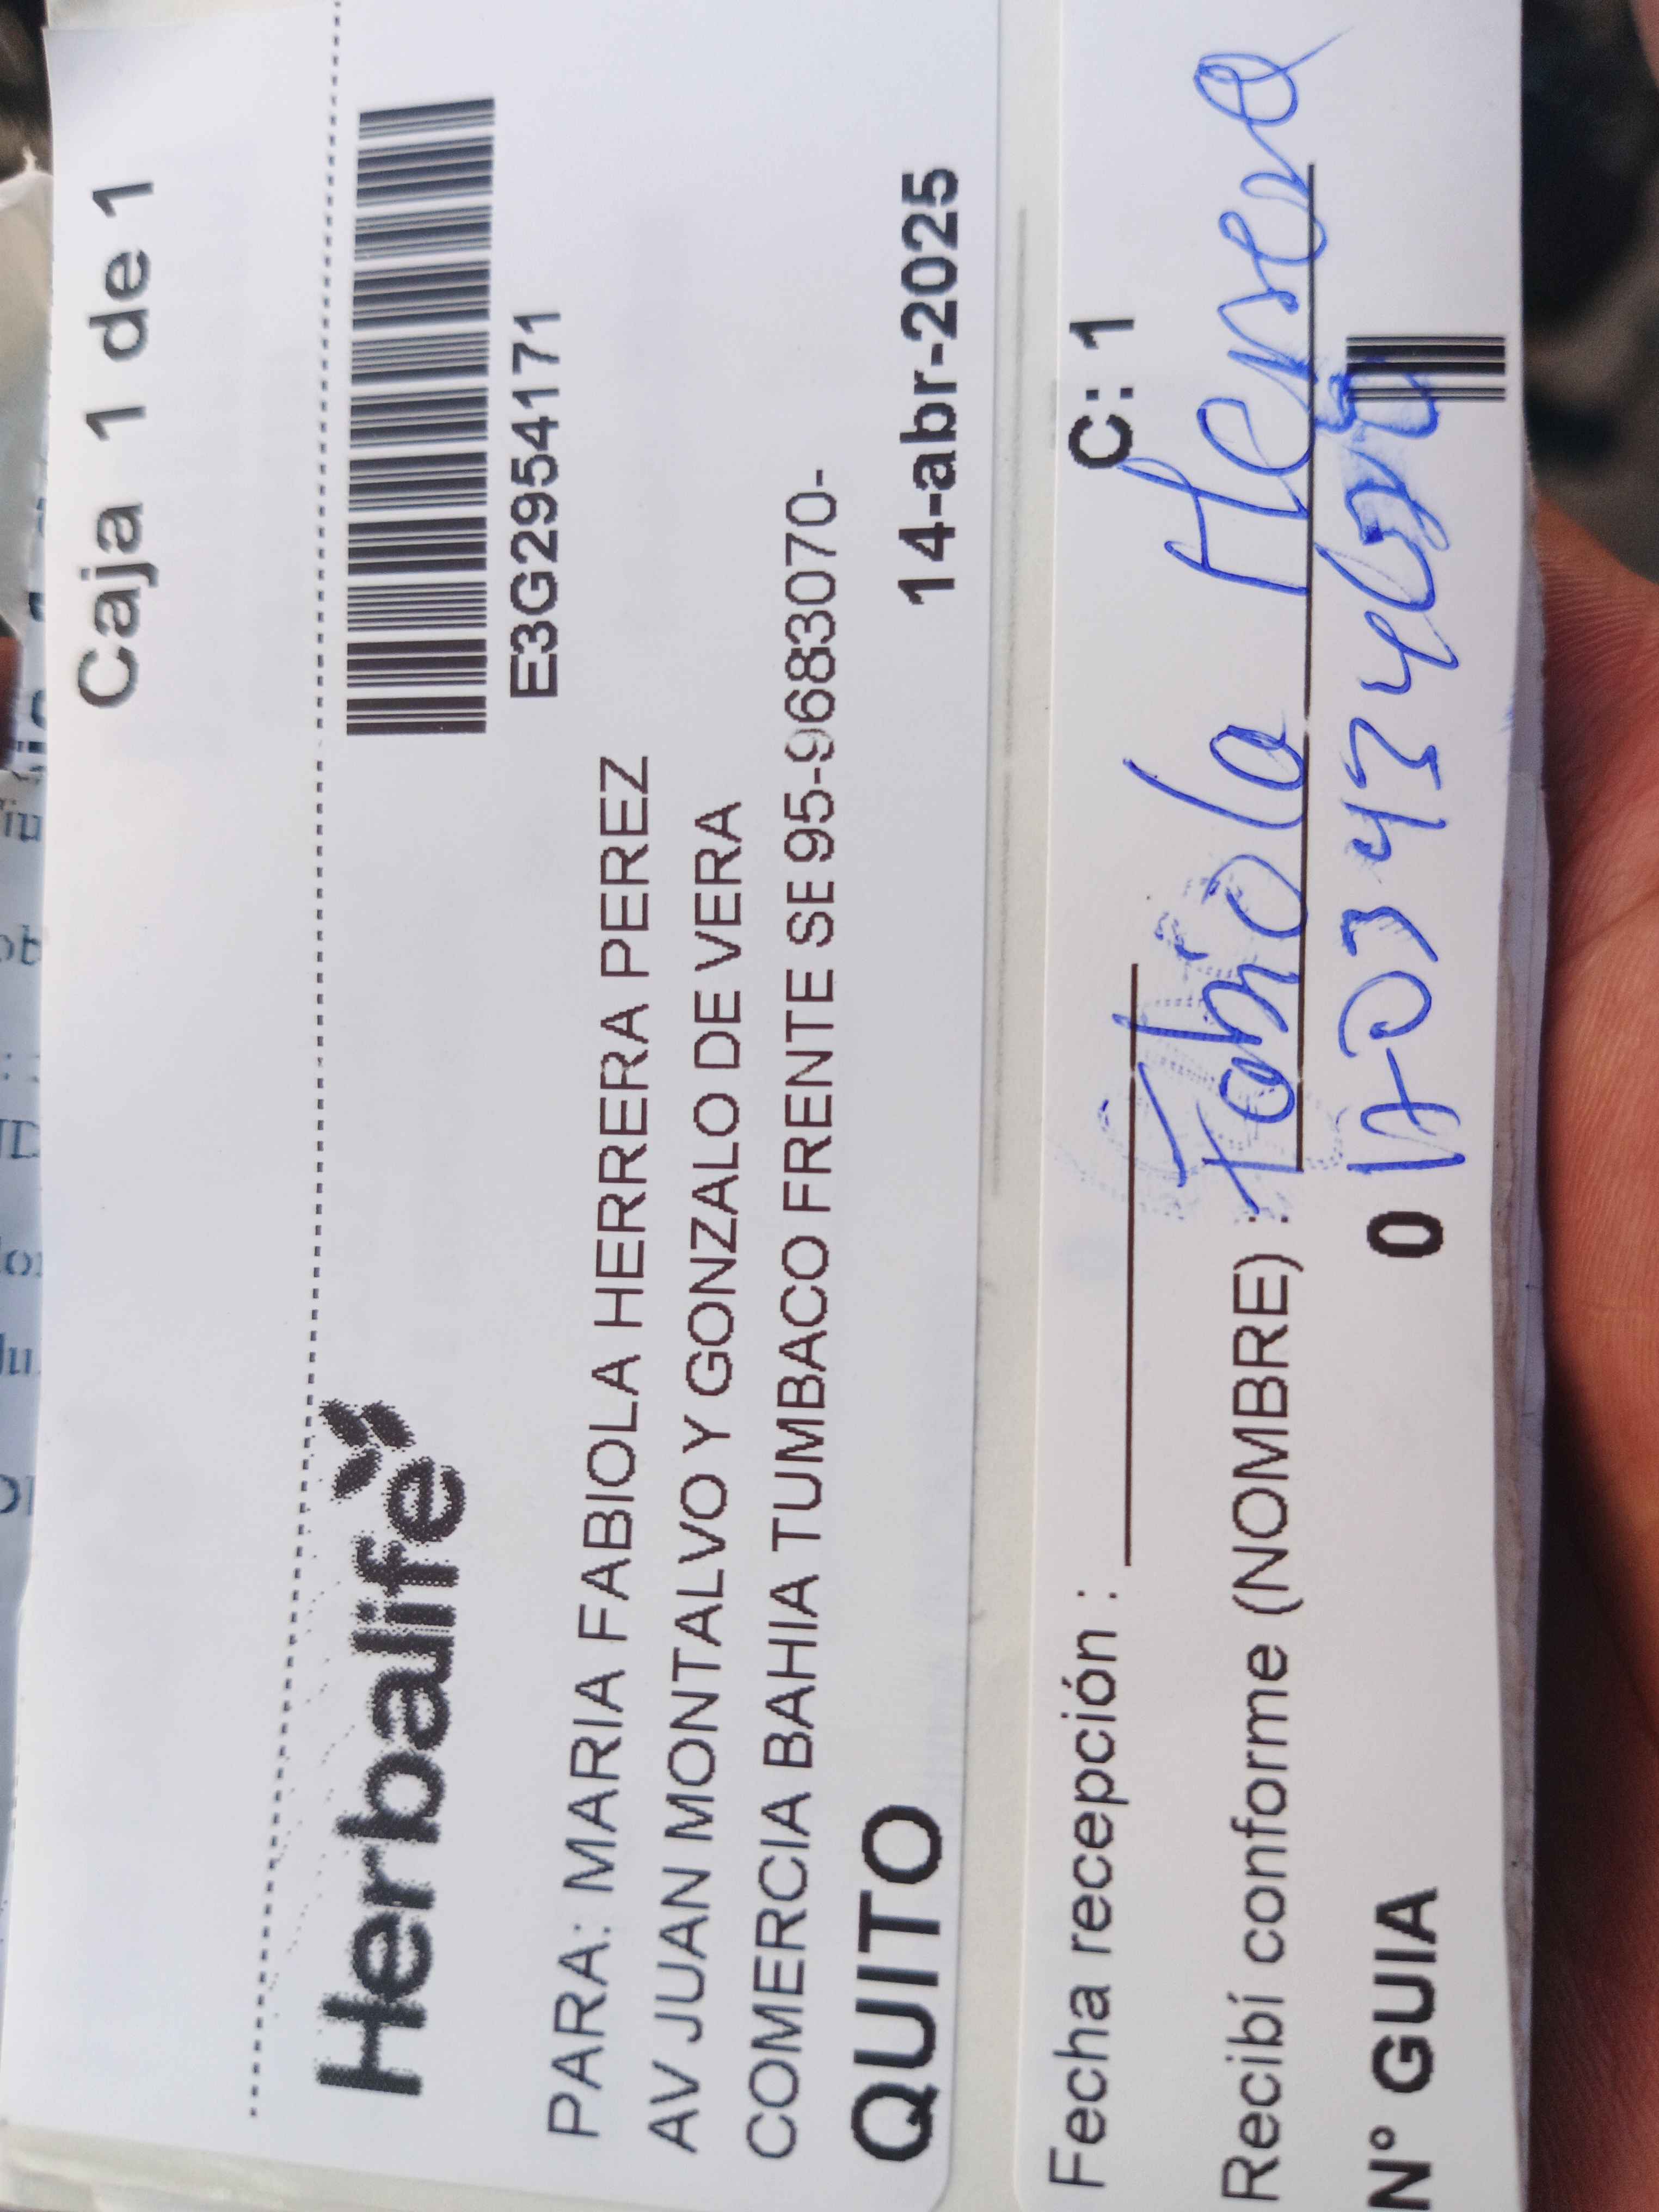 Caja 1 de 1
Herbalife
E3G2954171
PARA: MARIA FABIOLA HERRERA PEREZ
AV JUAN MONTALVO Y GONZALO DE VERA
COMERCIA BAHIA TUMBACO FRENTE SE 95-9683070-
QUITO 14-abr-2025
Fecha recepción : C: 1
Recibí conforme (NOMBRE) : Fabiola Herrera
N° GUIA 0